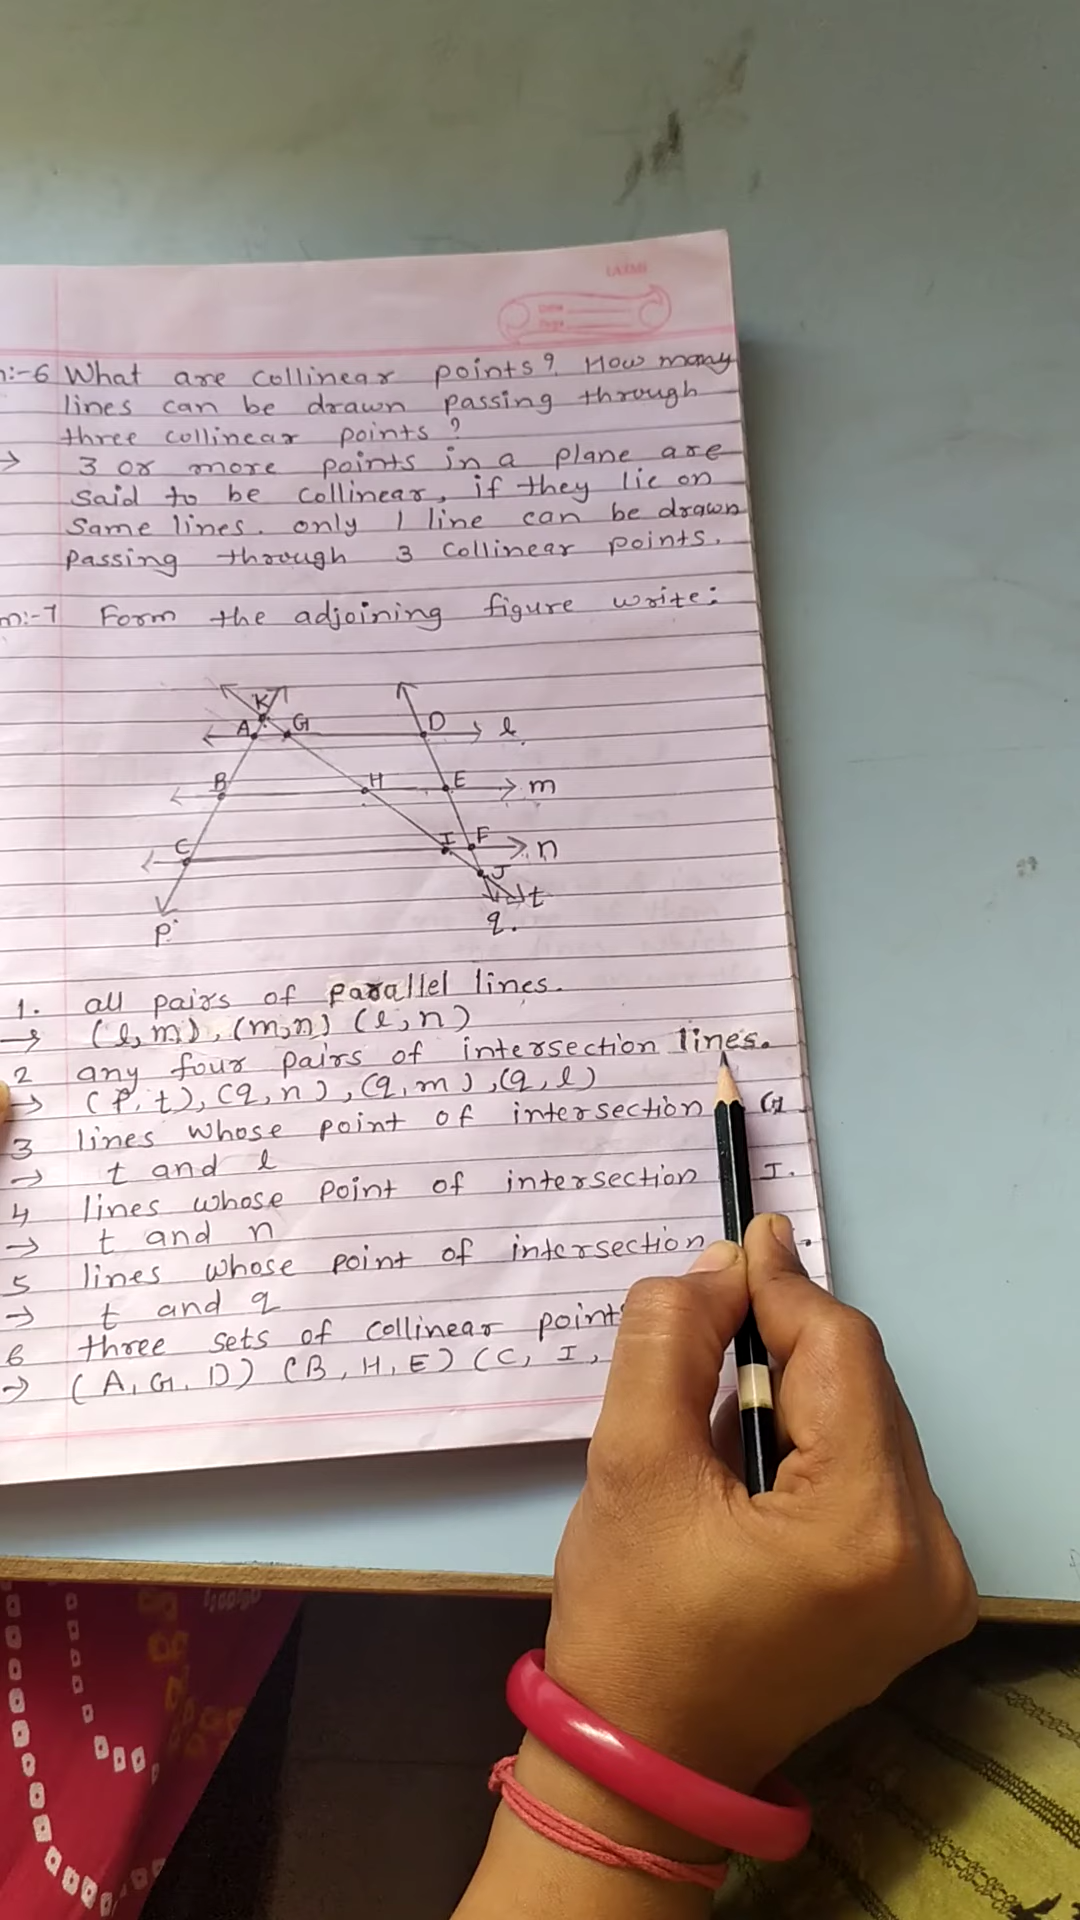 LAXMI
Date
Page
n:-6 What are collinear points? How many
lines can be drawn passing through
three collinear points?
→ 3 or more points in a plane are
said to be collinear, if they lie on
same lines. only 1 line can be drawn
passing through 3 collinear points.
n:-7 Form the adjoining figure write:
K
A G D l
B H E m
C I F n
J
t
P q.
1. all pairs of parallel lines.
→ (l,m), (m,n) (l,n)
2 any four pairs of intersection lines.
→ (P,t), (q,n), (q,m), (q,l)
3 lines whose point of intersection G
→ t and l
4 lines whose point of intersection I.
→ t and n
5 lines whose point of intersection .
→ t and q
6 three sets of collinear points
→ (A, G, D) (B, H, E) (C, I,